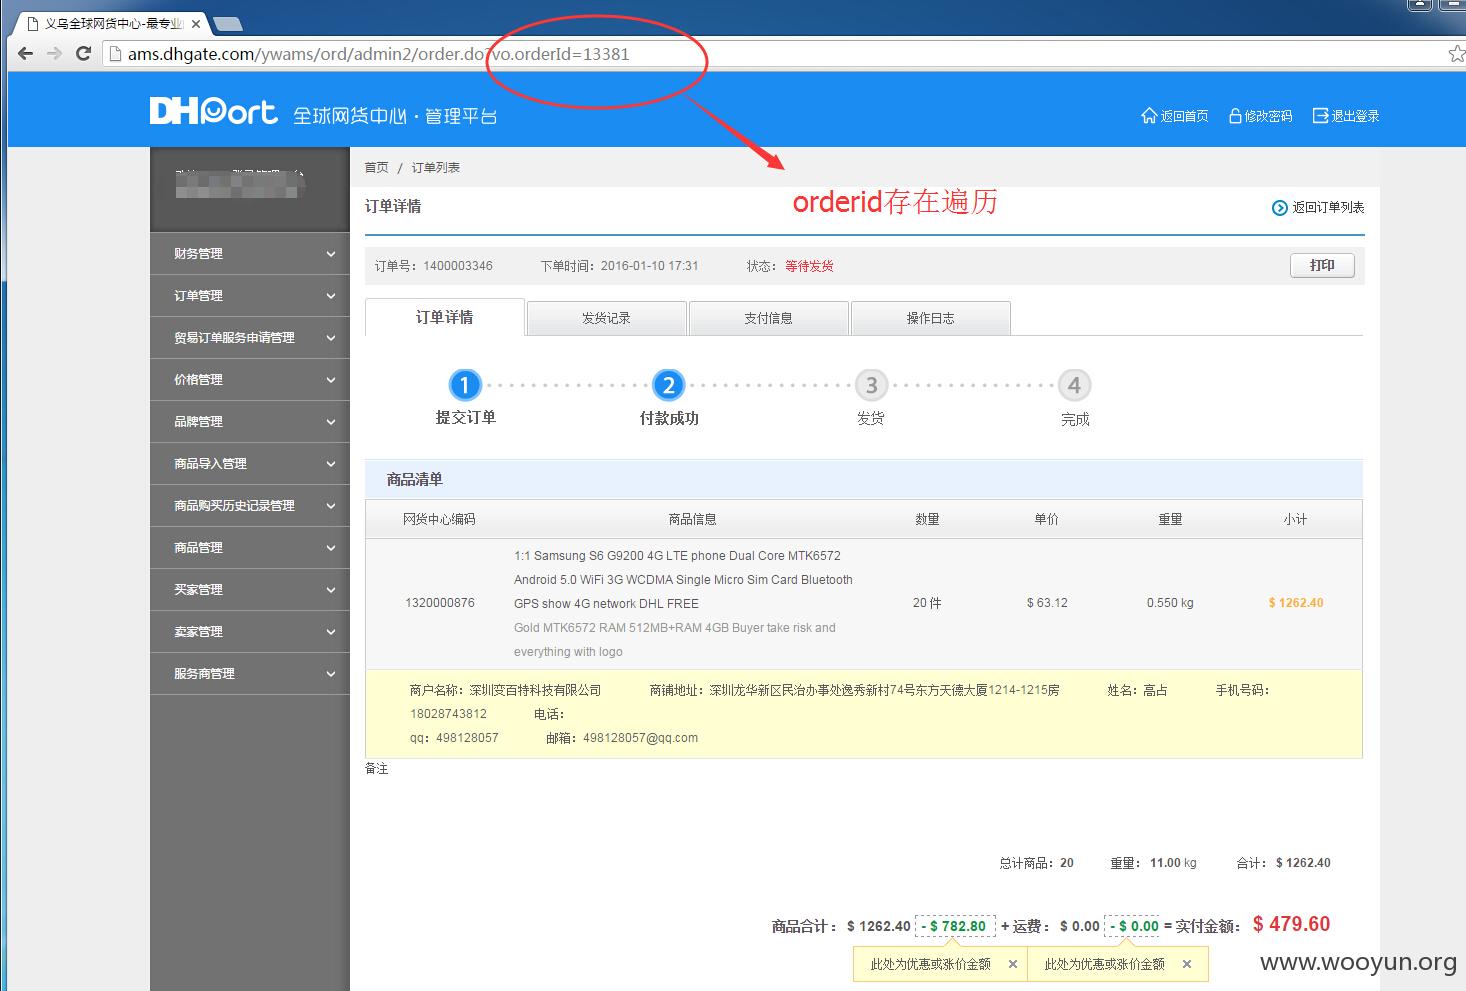 义乌全球网货中心-最专业
ams.dhgate.com/ywams/ord/admin2/order.do?vo.orderId=13381
DHPort 全球网货中心·管理平台
返回首页 修改密码 退出登录
首页 / 订单列表
orderid存在遍历
订单详情
返回订单列表
订单号：1400003346 下单时间：2016-01-10 17:31 状态：等待发货 打印
财务管理
订单管理
贸易订单服务申请管理
价格管理
品牌管理
商品导入管理
商品购买历史记录管理
商品管理
买家管理
卖家管理
服务商管理
订单详情 发货记录 支付信息 操作日志
1 2 3 4
提交订单 付款成功 发货 完成
商品清单
网货中心编码 商品信息 数量 单价 重量 小计
1:1 Samsung S6 G9200 4G LTE phone Dual Core MTK6572
Android 5.0 WiFi 3G WCDMA Single Micro Sim Card Bluetooth
1320000876 GPS show 4G network DHL FREE 20 件 $ 63.12 0.550 kg $ 1262.40
Gold MTK6572 RAM 512MB+RAM 4GB Buyer take risk and
everything with logo
商户名称：深圳变百特科技有限公司 商铺地址：深圳龙华新区民治办事处逸秀新村74号东方天德大厦1214-1215房 姓名：高占 手机号码：
18028743812 电话：
qq：498128057 邮箱：498128057@qq.com
备注
总计商品：20 重量：11.00 kg 合计：$ 1262.40
商品合计：$ 1262.40 - $ 782.80 + 运费：$ 0.00 - $ 0.00 = 实付金额：$ 479.60
此处为优惠或涨价金额 × 此处为优惠或涨价金额 ×
www.wooyun.org